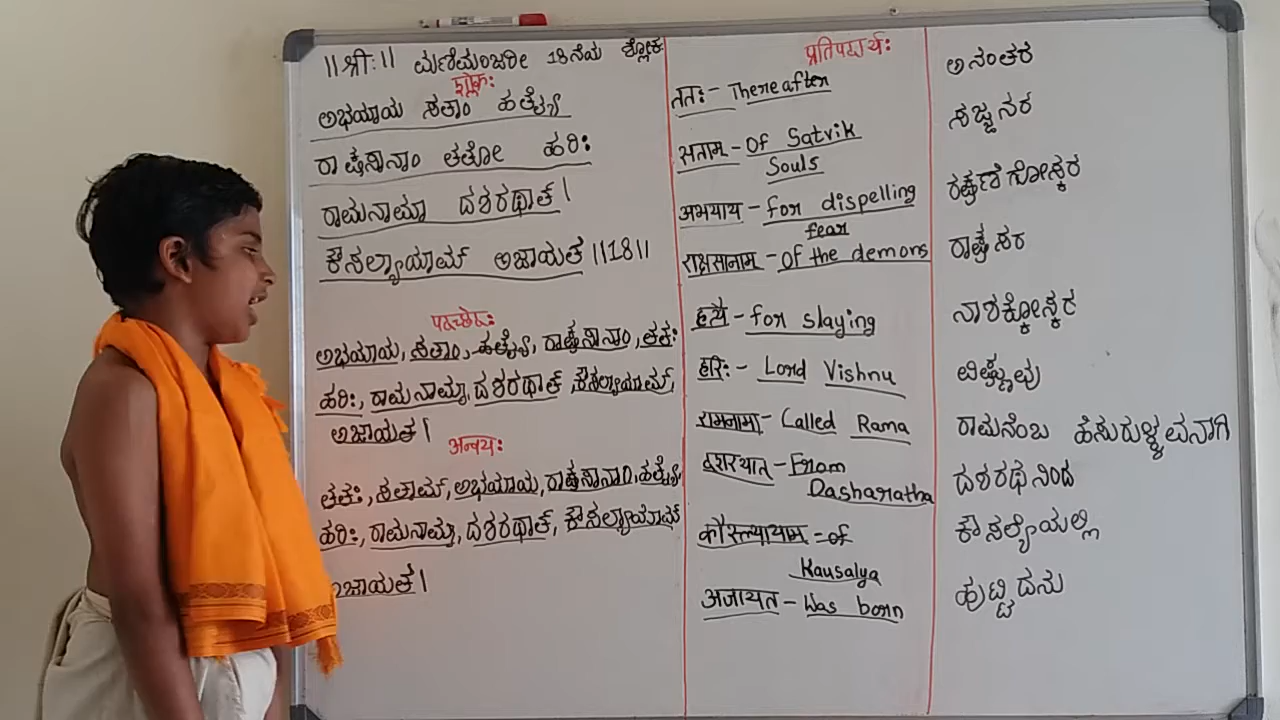 ॥श्रीः॥ ಮಣಿಮಂಜರೀ 18ನೆಯ ಶ್ಲೋಕ
श्लोकः
ಅಭಯಾಯ ಸತಾಂ ಹತ್ಯೈ
ರಾಕ್ಷಸಾನಾಂ ತತೋ ಹರಿಃ
ರಾಮನಾಮಾ ದಶರಥಾತ್ ।
ಕೌಸಲ್ಯಾಯಾಮ್ ಅಜಾಯತ ॥18॥
पदच्छेदः
ಅಭಯಾಯ, ಸತಾಂ, ಹತ್ಯೈ, ರಾಕ್ಷಸಾನಾಂ, ತತಃ
ಹರಿಃ, ರಾಮನಾಮಾ, ದಶರಥಾತ್ ,ಕೌಸಲ್ಯಾಯಾಮ್,
ಅಜಾಯತ ।
अन्वयः
ತತಃ, ಸತಾಮ್, ಅಭಯಾಯ, ರಾಕ್ಷಸಾನಾಂ, ಹತ್ಯೈ,
ಹರಿಃ, ರಾಮನಾಮಾ, ದಶರಥಾತ್, ಕೌಸಲ್ಯಾಯಾಮ್
ಅಜಾಯತ ।
प्रतिपदार्थः
ततः - Thereafter
सताम् - Of Satvik
Souls
अभयाय - for dispelling
fear
राक्षसानाम् - Of the demons
हत्यै - for slaying
हरिः - Lord Vishnu
रामनामा - Called Rama
दशरथात् - From
Dasharatha
कौसल्यायाम् - of
Kausalya
अजायत - Was born
ಅನಂತರ
ಸಜ್ಜನರ
ರಕ್ಷಣೆಗೋಸ್ಕರ
ರಾಕ್ಷಸರ
ನಾಶಕ್ಕೋಸ್ಕರ
ವಿಷ್ಣುವು
ರಾಮನೆಂಬ ಹೆಸರುಳ್ಳವನಾಗಿ
ದಶರಥನಿಂದ
ಕೌಸಲ್ಯೆಯಲ್ಲಿ
ಹುಟ್ಟಿದನು